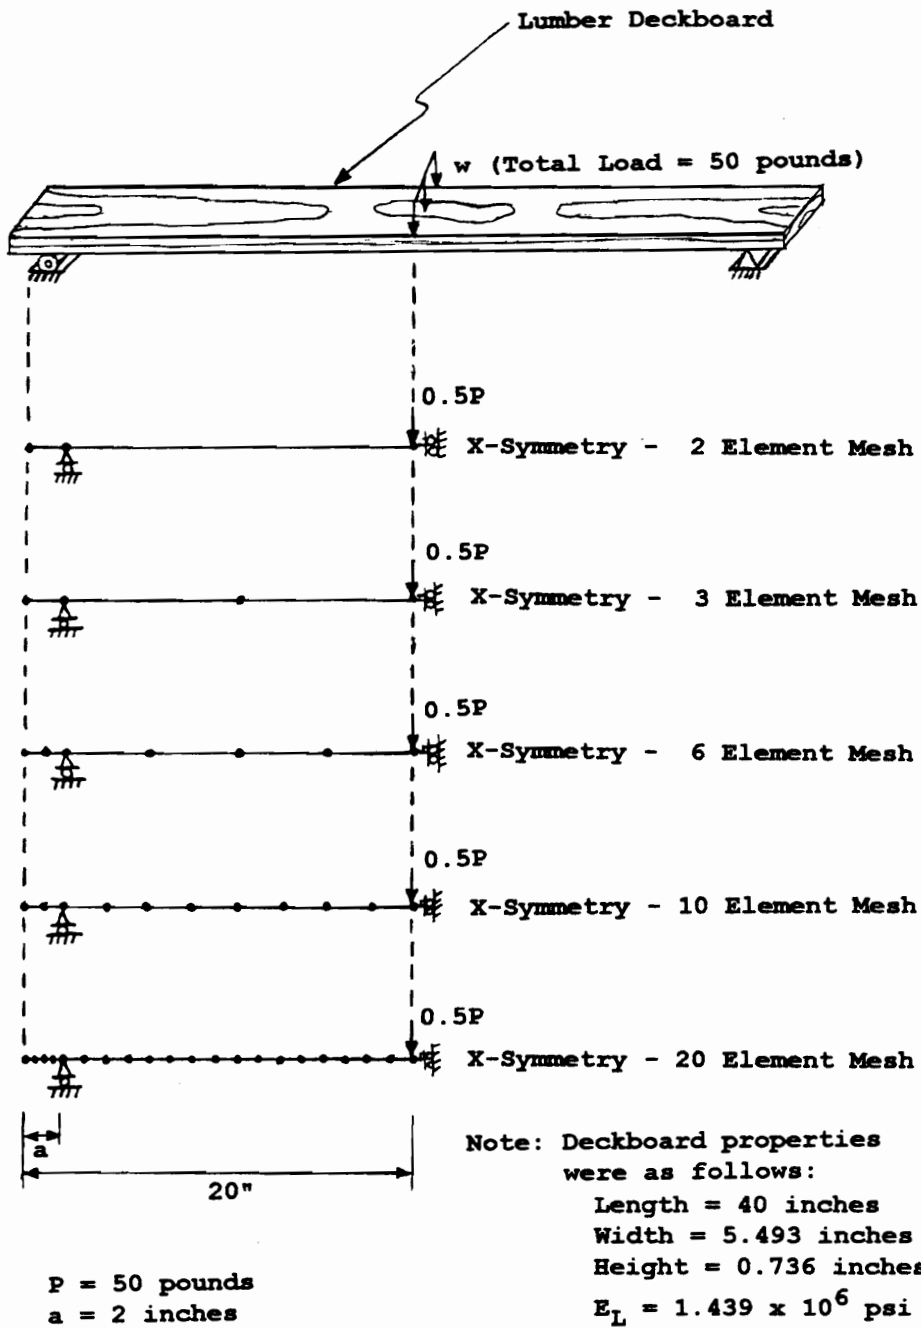 Lumber Deckboard
w (Total Load = 50 pounds)
0.5P
X-Symmetry - 2 Element Mesh
0.5P
X-Symmetry - 3 Element Mesh
0.5P
X-Symmetry - 6 Element Mesh
0.5P
X-Symmetry - 10 Element Mesh
0.5P
X-Symmetry - 20 Element Mesh
a
20"
Note: Deckboard properties
were as follows:
Length = 40 inches
Width = 5.493 inches
Height = 0.736 inches
E_L = 1.439 x 10^6 psi
P = 50 pounds
a = 2 inches